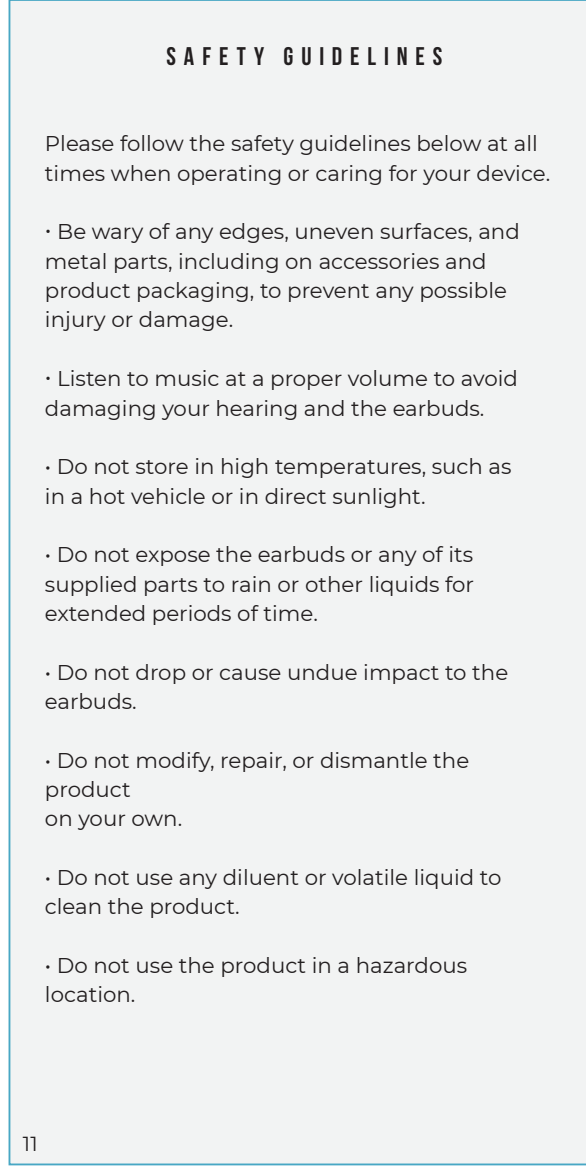 SAFETY GUIDELINES
Please follow the safety guidelines below at all
times when operating or caring for your device.
• Be wary of any edges, uneven surfaces, and
metal parts, including on accessories and
product packaging, to prevent any possible
injury or damage.
• Listen to music at a proper volume to avoid
damaging your hearing and the earbuds.
• Do not store in high temperatures, such as
in a hot vehicle or in direct sunlight.
• Do not expose the earbuds or any of its
supplied parts to rain or other liquids for
extended periods of time.
• Do not drop or cause undue impact to the
earbuds.
• Do not modify, repair, or dismantle the
product
on your own.
• Do not use any diluent or volatile liquid to
clean the product.
• Do not use the product in a hazardous
location.
11